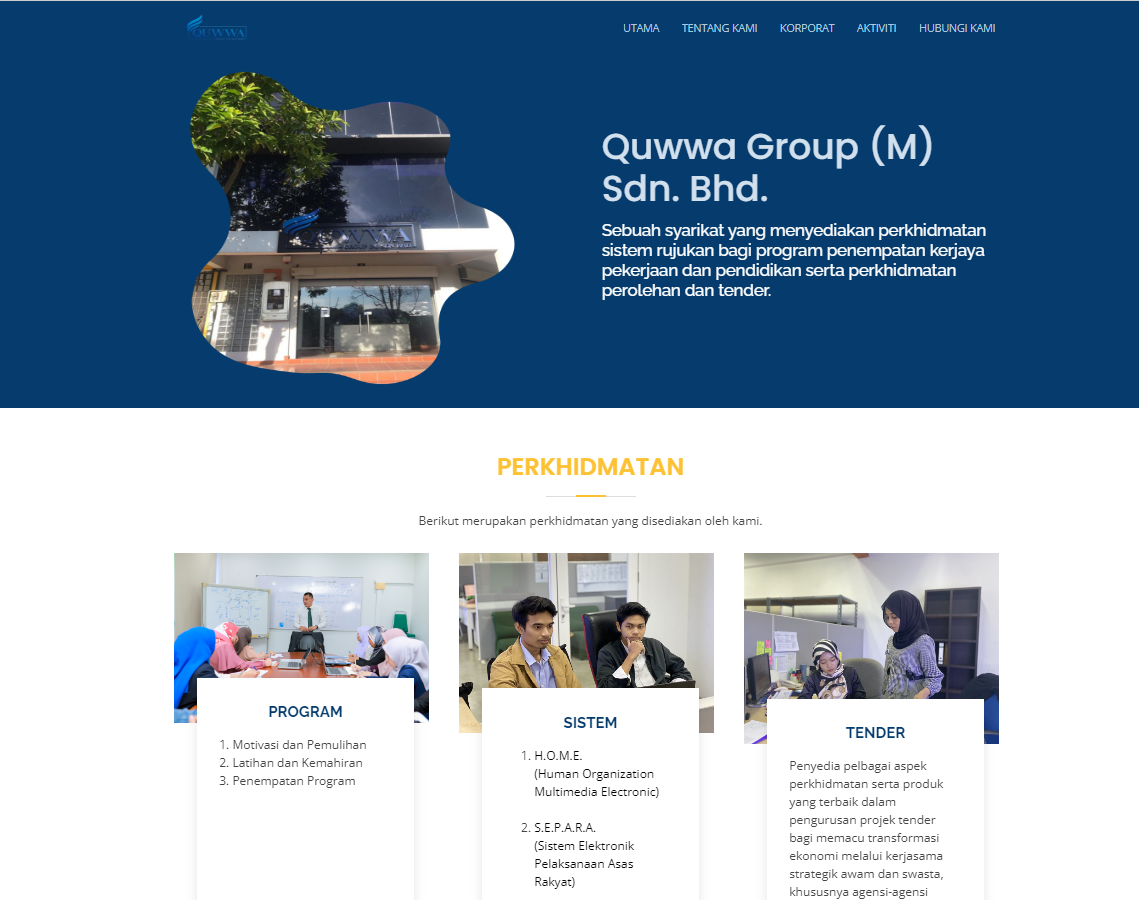 QUWWA
UTAMA TENTANG KAMI KORPORAT AKTIVITI HUBUNGI KAMI
Quwwa Group (M)
Sdn. Bhd.
Sebuah syarikat yang menyediakan perkhidmatan
sistem rujukan bagi program penempatan kerjaya
pekerjaan dan pendidikan serta perkhidmatan
perolehan dan tender.
PERKHIDMATAN
Berikut merupakan perkhidmatan yang disediakan oleh kami.
PROGRAM
1. Motivasi dan Pemulihan
2. Latihan dan Kemahiran
3. Penempatan Program
SISTEM
1. H.O.M.E.
(Human Organization
Multimedia Electronic)
2. S.E.P.A.R.A.
(Sistem Elektronik
Pelaksanaan Asas
Rakyat)
TENDER
Penyedia pelbagai aspek
perkhidmatan serta produk
yang terbaik dalam
pengurusan projek tender
bagi memacu transformasi
ekonomi melalui kerjasama
strategik awam dan swasta,
khususnya agensi-agensi